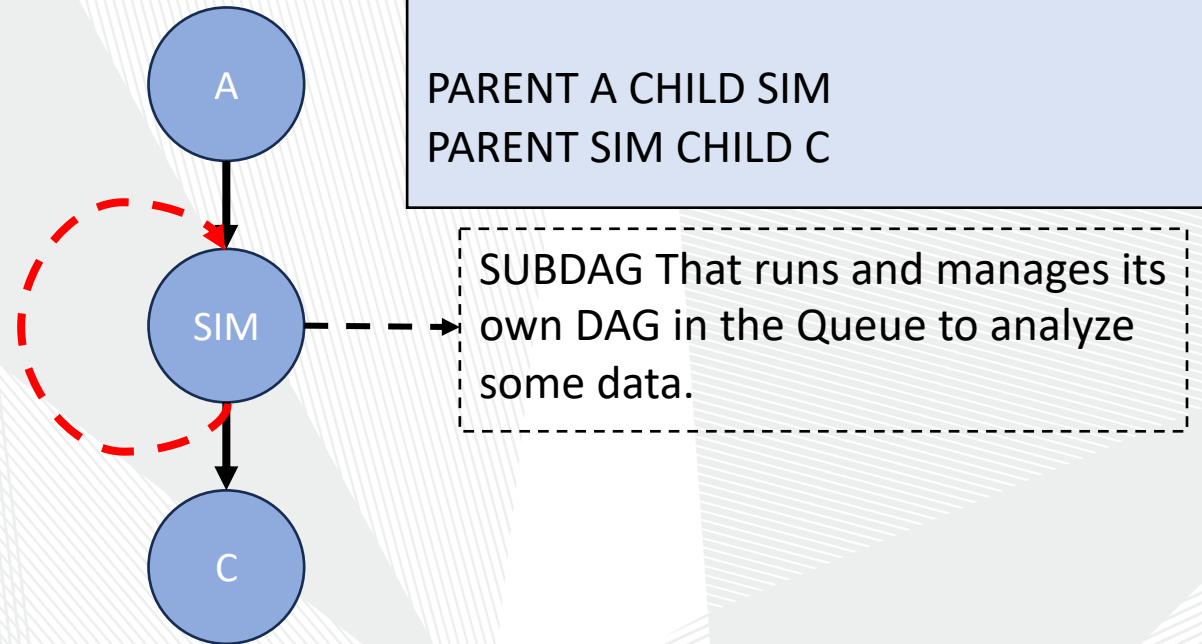 A
PARENT A CHILD SIM
PARENT SIM CHILD C
SIM
SUBDAG That runs and manages its
own DAG in the Queue to analyze
some data.
C